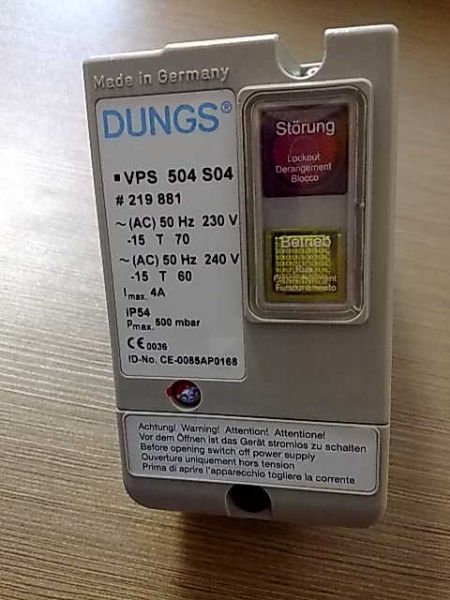 Made in Germany
DUNGS®
▪VPS 504 S04
# 219 881
~(AC) 50 Hz 230 V
-15 T 70
~(AC) 50 Hz 240 V
-15 T 60
Imax. 4A
IP54
Pmax. 500 mbar
CE 0036
ID-No. CE-0085AP0168
Störung
Lockout
Derangement
Blocco
Betrieb
Run
Funzionamento
Achtung! Warning! Attention! Attentione!
Vor dem Öffnen ist das Gerät stromlos zu schalten
Before opening switch off power supply
Ouverture uniquement hors tension
Prima di aprire l'apparecchio togliere la corrente